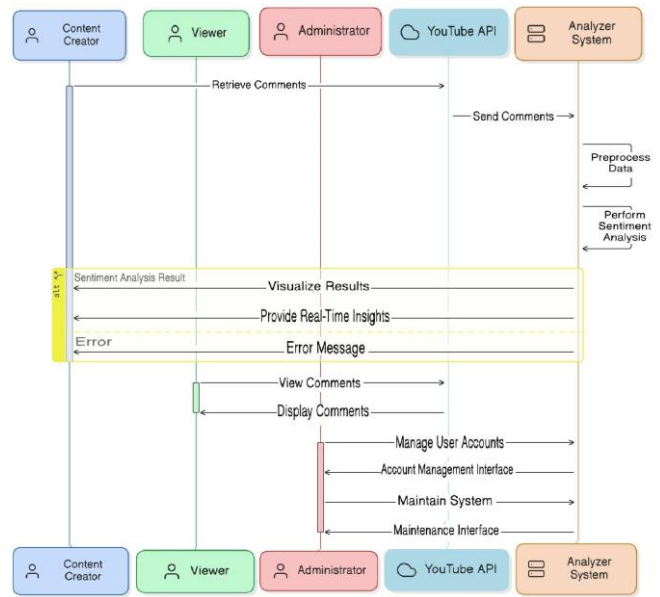 Content
Creator
Viewer
Administrator
YouTube API
Analyzer
System
Retrieve Comments
Send Comments
Preprocess
Data
Perform
Sentiment
Analysis
alt
Sentiment Analysis Result
Visualize Results
Provide Real-Time Insights
Error
Error Message
View Comments
Display Comments
Manage User Accounts
Account Management Interface
Maintain System
Maintenance Interface
Content
Creator
Viewer
Administrator
YouTube API
Analyzer
System